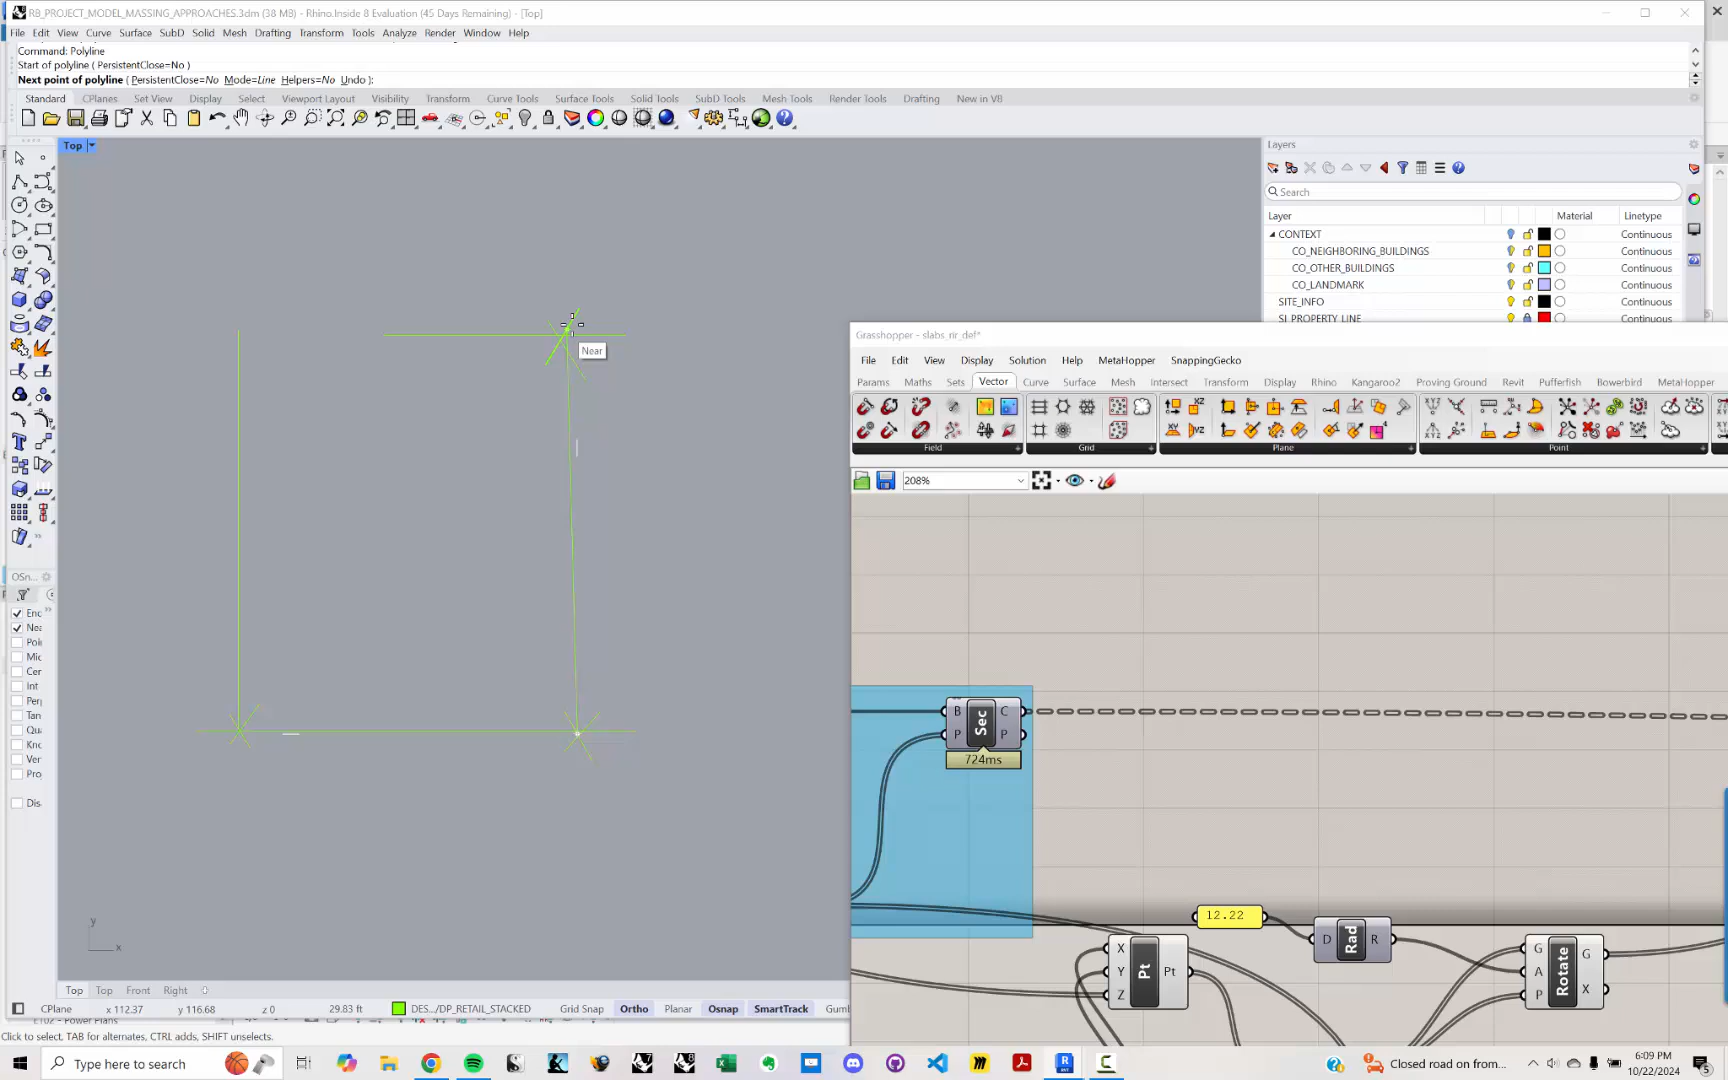 RB_PROJECT_MODEL_MASSING_APPROACHES.3dm (38 MB) - Rhino.Inside 8 Evaluation (45 Days Remaining) - [Top]
File Edit View Curve Surface SubD Solid Mesh Drafting Transform Tools Analyze Render Window Help
Command: Polyline
Start of polyline ( PersistentClose=No )
Next point of polyline ( PersistentClose=No Mode=Line Helpers=No Undo ):
Standard CPlanes Set View Display Select Viewport Layout Visibility Transform Curve Tools Surface Tools Solid Tools SubD Tools Mesh Tools Render Tools Drafting New in V8
Top
Layers
Search
Layer Material Linetype
CONTEXT Continuous
CO_NEIGHBORING_BUILDINGS Continuous
CO_OTHER_BUILDINGS Continuous
CO_LANDMARK Continuous
SITE_INFO Continuous
SI_PROPERTY_LINE Continuous
Near
Grasshopper - slabs_rir_def*
File Edit View Display Solution Help MetaHopper SnappingGecko
Params Maths Sets Vector Curve Surface Mesh Intersect Transform Display Rhino Kangaroo2 Proving Ground Revit Pufferfish Bowerbird MetaHopper
Field Grid Plane Point
208%
OSn...
Enc
Nea
Poi
Mic
Cer
Int
Per
Tan
Qua
Kno
Ver
Pro
Dis
B P Sec C P
724ms
12.22
D Rad R
X Y Z Pt Pt
G A P Rotate G X
y
x
Top Top Front Right
CPlane x 112.37 y 116.68 z 0 29.83 ft DES.../DP_RETAIL_STACKED Grid Snap Ortho Planar Osnap SmartTrack Gumb
Click to select, TAB for alternates, CTRL adds, SHIFT unselects.
Type here to search
Closed road on from...
6:09 PM
10/22/2024